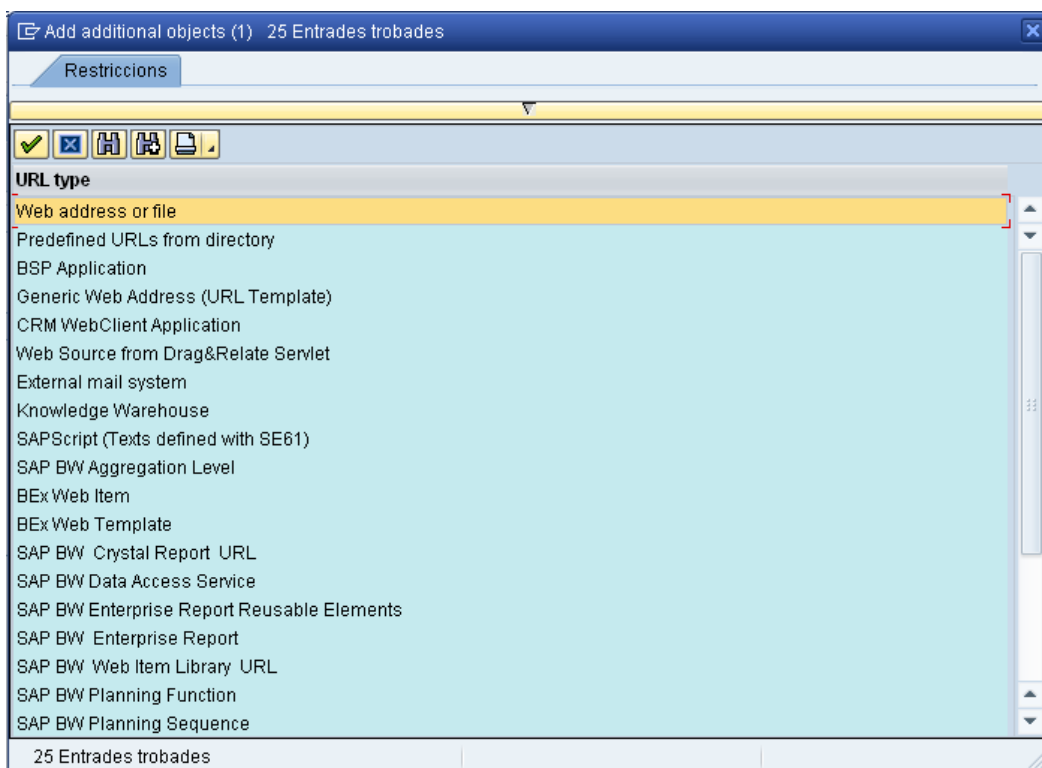 Add additional objects (1) 25 Entrades trobades
Restriccions
URL type
Web address or file
Predefined URLs from directory
BSP Application
Generic Web Address (URL Template)
CRM WebClient Application
Web Source from Drag&Relate Servlet
External mail system
Knowledge Warehouse
SAPScript (Texts defined with SE61)
SAP BW Aggregation Level
BEx Web Item
BEx Web Template
SAP BW Crystal Report URL
SAP BW Data Access Service
SAP BW Enterprise Report Reusable Elements
SAP BW Enterprise Report
SAP BW Web Item Library URL
SAP BW Planning Function
SAP BW Planning Sequence
25 Entrades trobades